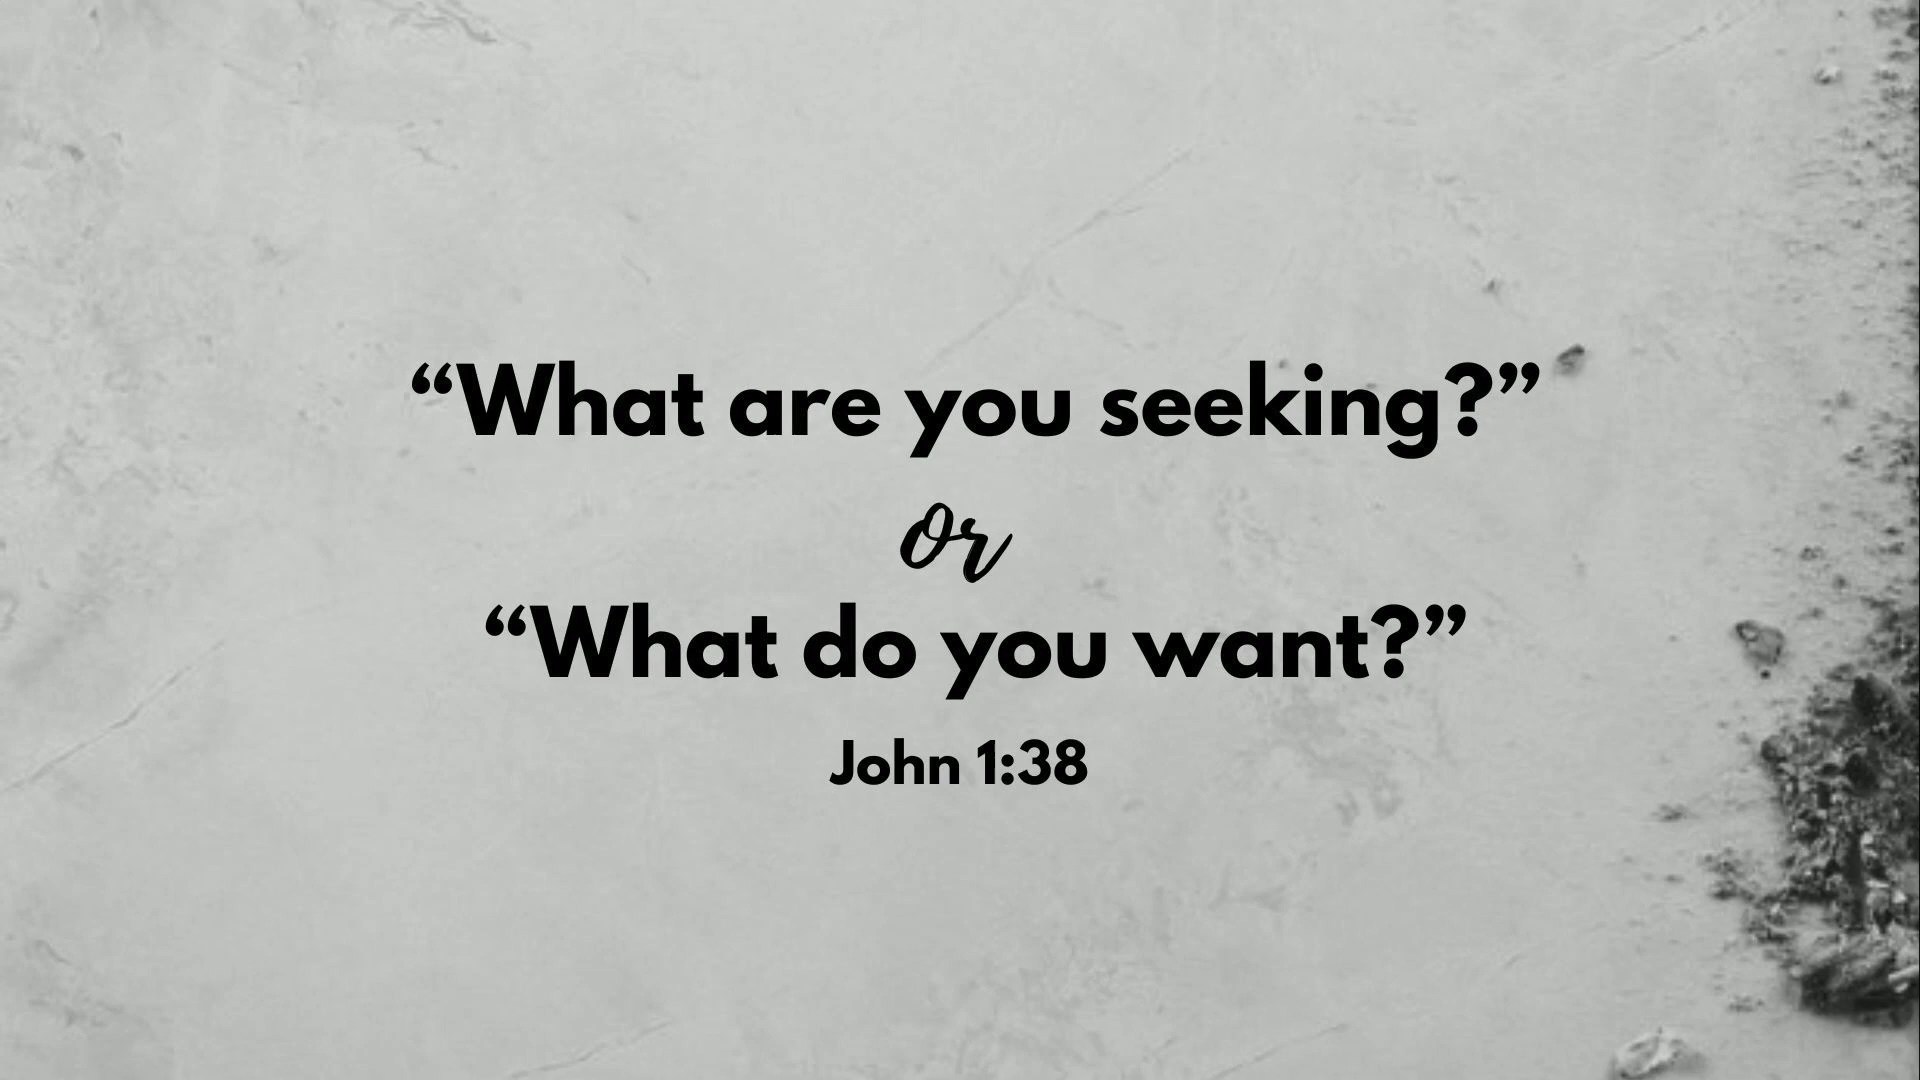 “What are you seeking?”
or
“What do you want?”
John 1:38